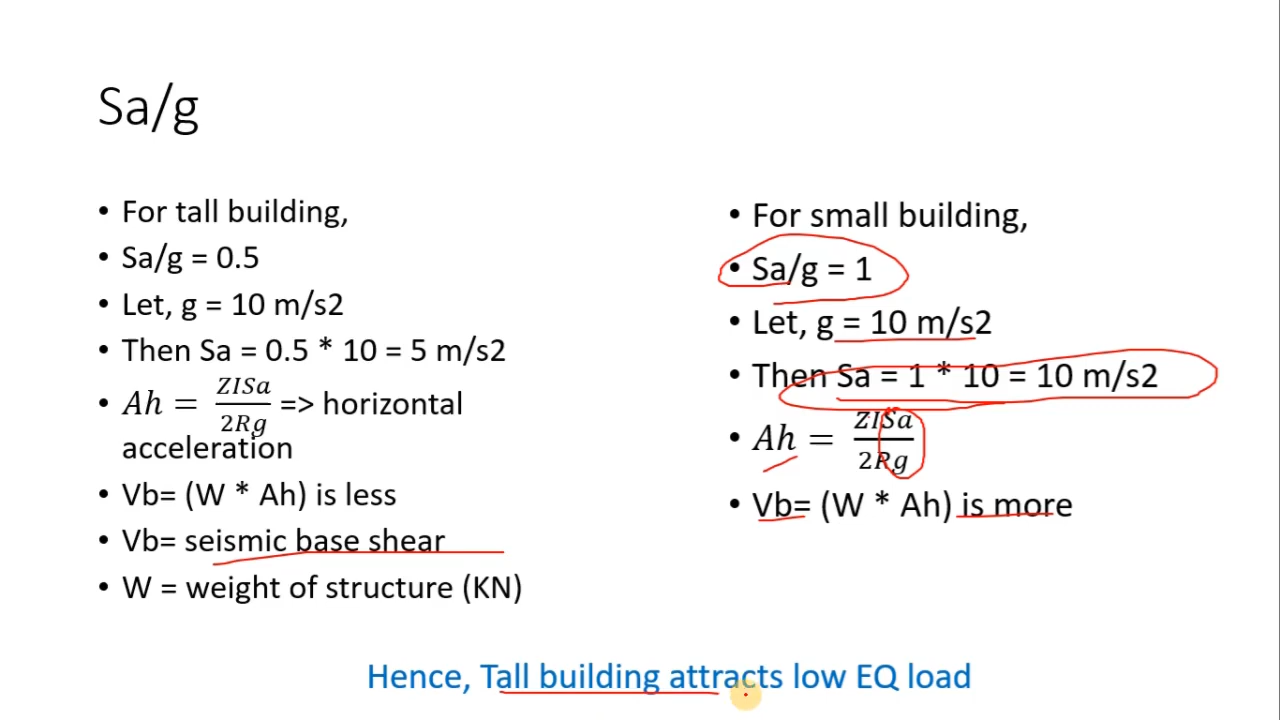 Sa/g
• For tall building,
• Sa/g = 0.5
• Let, g = 10 m/s2
• Then Sa = 0.5 * 10 = 5 m/s2
• Ah = ZISa/2Rg => horizontal
acceleration
• Vb= (W * Ah) is less
• Vb= seismic base shear
• W = weight of structure (KN)
• For small building,
• Sa/g = 1
• Let, g = 10 m/s2
• Then Sa = 1 * 10 = 10 m/s2
• Ah = ZISa/2Rg
• Vb= (W * Ah) is more
Hence, Tall building attracts low EQ load